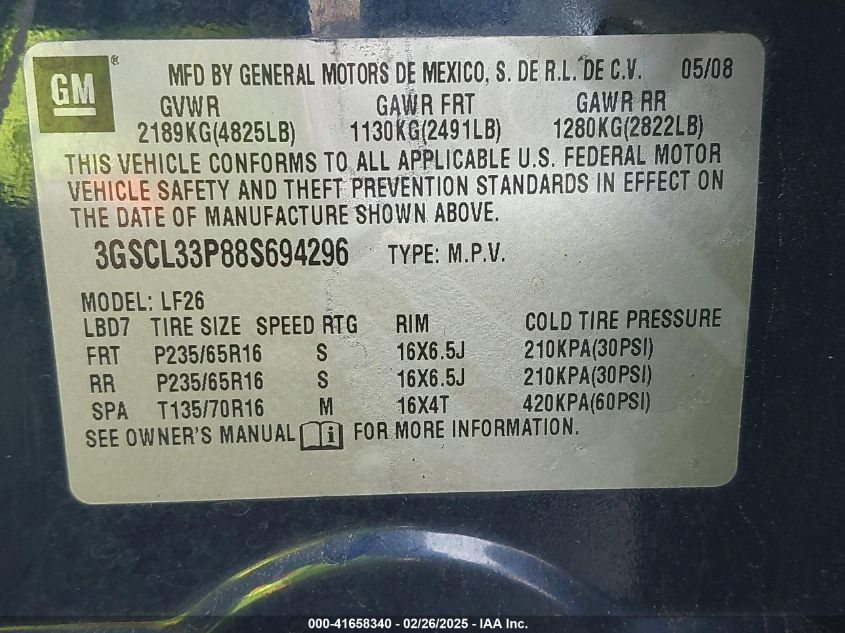 GM®
MFD BY GENERAL MOTORS DE MEXICO, S. DE R.L. DE C.V. 05/08
GVWR GAWR FRT GAWR RR
2189KG(4825LB) 1130KG(2491LB) 1280KG(2822LB)
THIS VEHICLE CONFORMS TO ALL APPLICABLE U.S. FEDERAL MOTOR
VEHICLE SAFETY AND THEFT PREVENTION STANDARDS IN EFFECT ON
THE DATE OF MANUFACTURE SHOWN ABOVE.
3GSCL33P88S694296 TYPE: M.P.V.
MODEL: LF26
LBD7 TIRE SIZE SPEED RTG RIM COLD TIRE PRESSURE
FRT P235/65R16 S 16X6.5J 210KPA(30PSI)
RR P235/65R16 S 16X6.5J 210KPA(30PSI)
SPA T135/70R16 M 16X4T 420KPA(60PSI)
SEE OWNER'S MANUAL i FOR MORE INFORMATION.
000-41658340 - 02/26/2025 - IAA Inc.